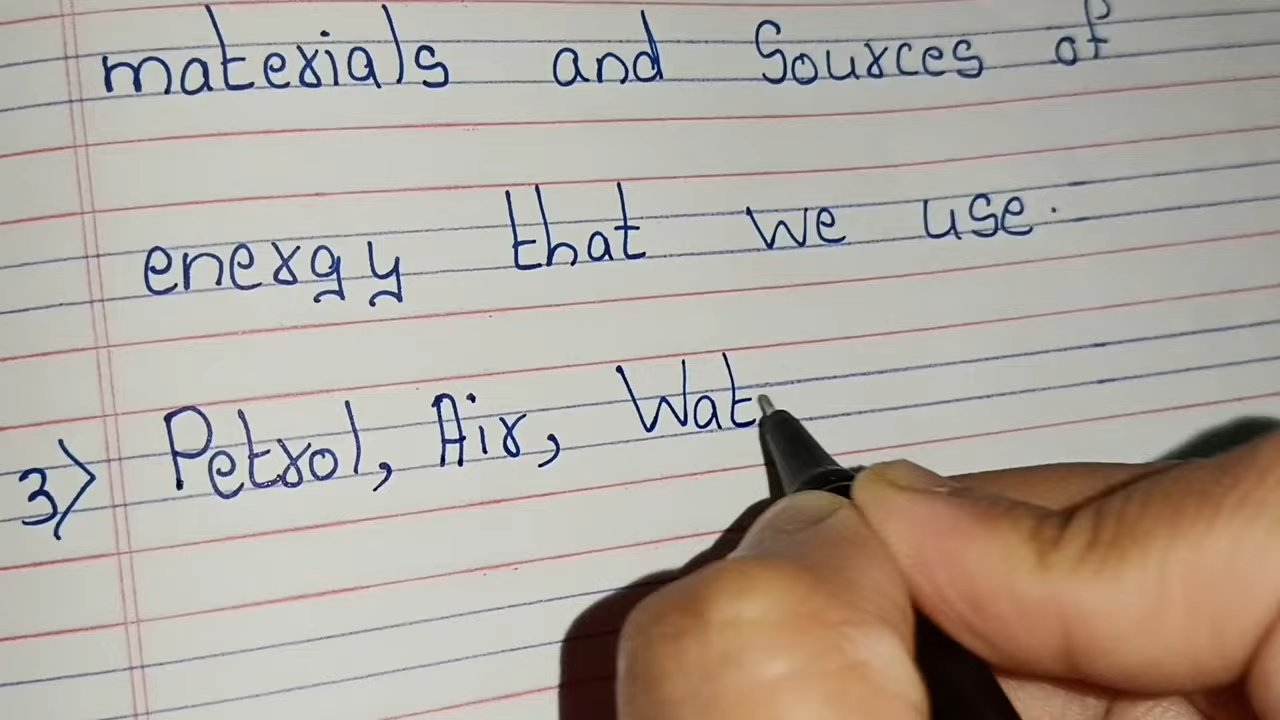 materials and Sources of
energy that we use.
3) Petrol, Air, Wat